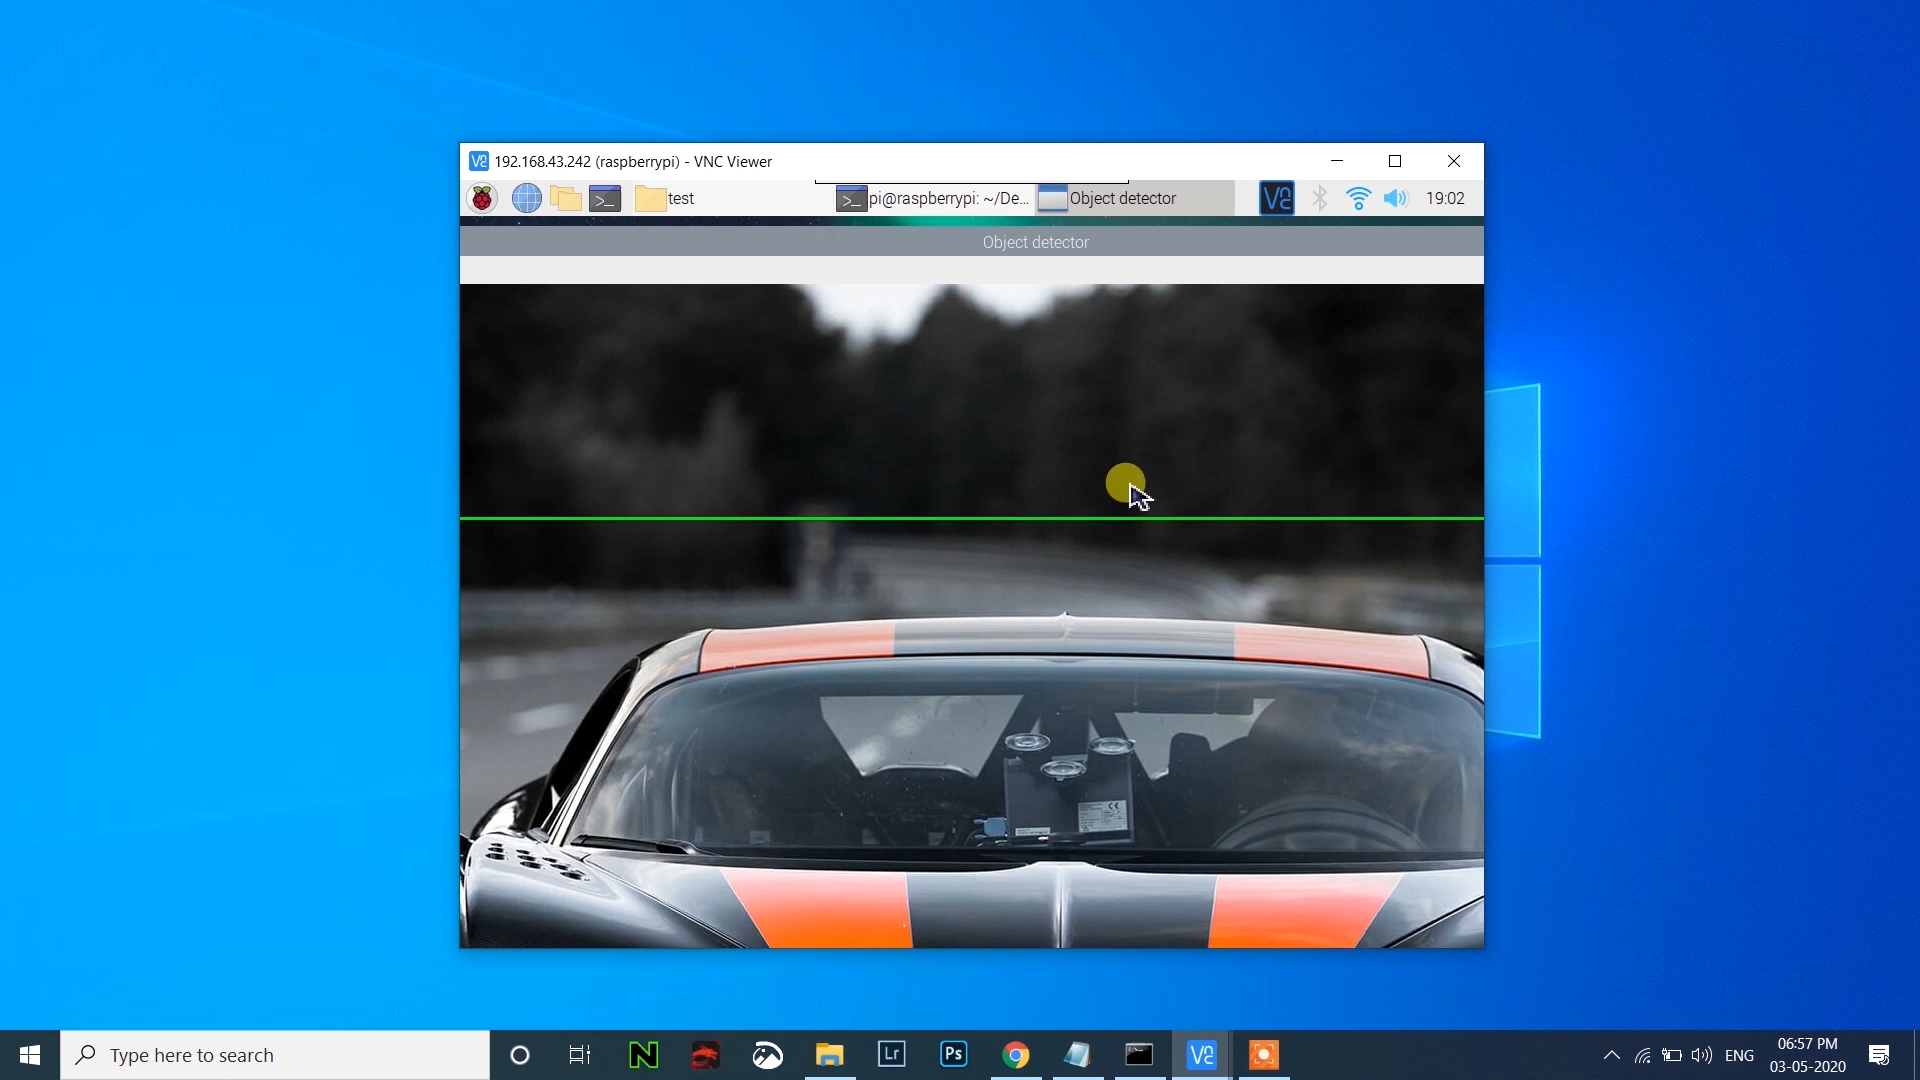 192.168.43.242 (raspberrypi) - VNC Viewer
test
pi@raspberrypi: ~/De...
Object detector
19:02
Object detector
Type here to search
Lr
Ps
ENG
06:57 PM
03-05-2020